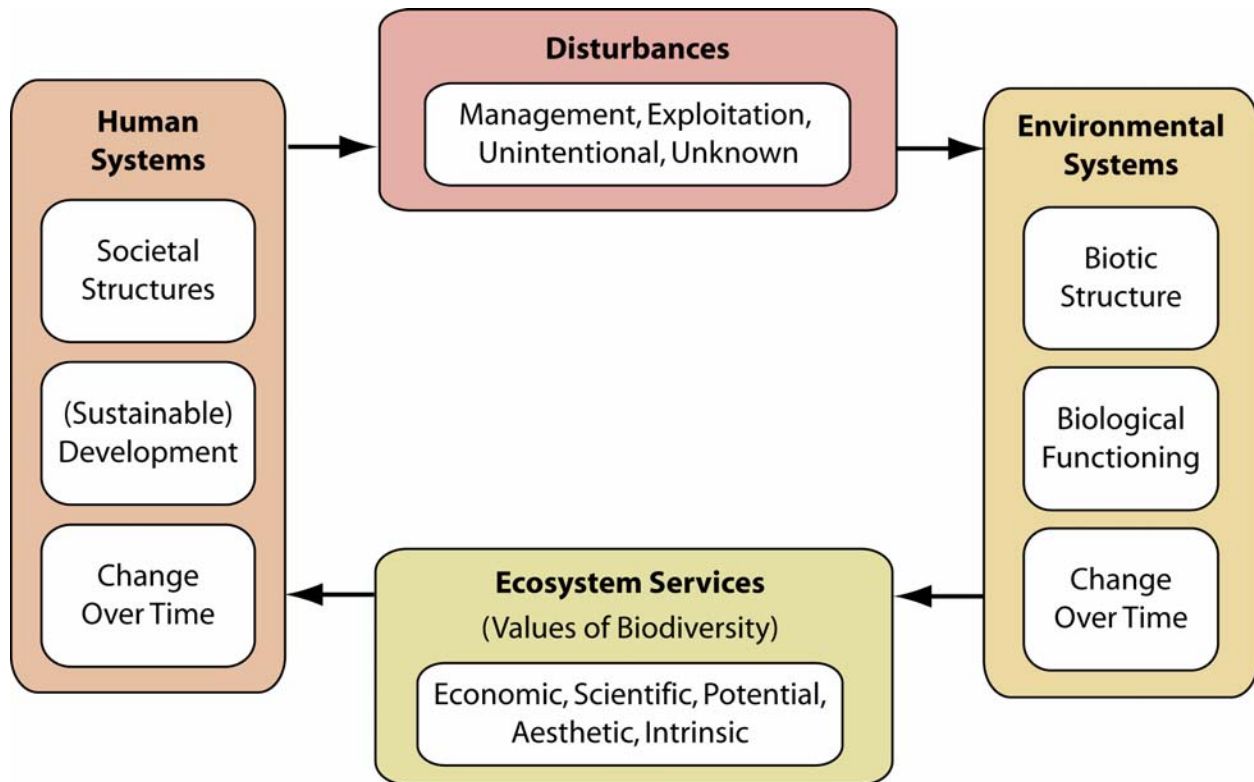 Disturbances
Management, Exploitation,
Unintentional, Unknown
Human
Systems
Societal
Structures
(Sustainable)
Development
Change
Over Time
Environmental
Systems
Biotic
Structure
Biological
Functioning
Change
Over Time
Ecosystem Services
(Values of Biodiversity)
Economic, Scientific, Potential,
Aesthetic, Intrinsic